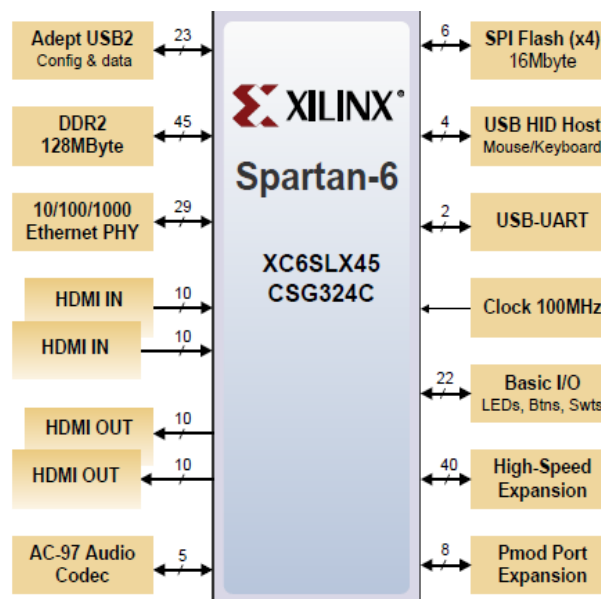 Adept USB2
Config & data
23
DDR2
128MByte
45
10/100/1000
Ethernet PHY
29
HDMI IN
10
HDMI IN
10
HDMI OUT
10
HDMI OUT
10
AC-97 Audio
Codec
5
XILINX®
Spartan-6
XC6SLX45
CSG324C
6
SPI Flash (x4)
16Mbyte
4
USB HID Host
Mouse/Keyboard
2
USB-UART
Clock 100MHz
22
Basic I/O
LEDs, Btns, Swts
40
High-Speed
Expansion
8
Pmod Port
Expansion